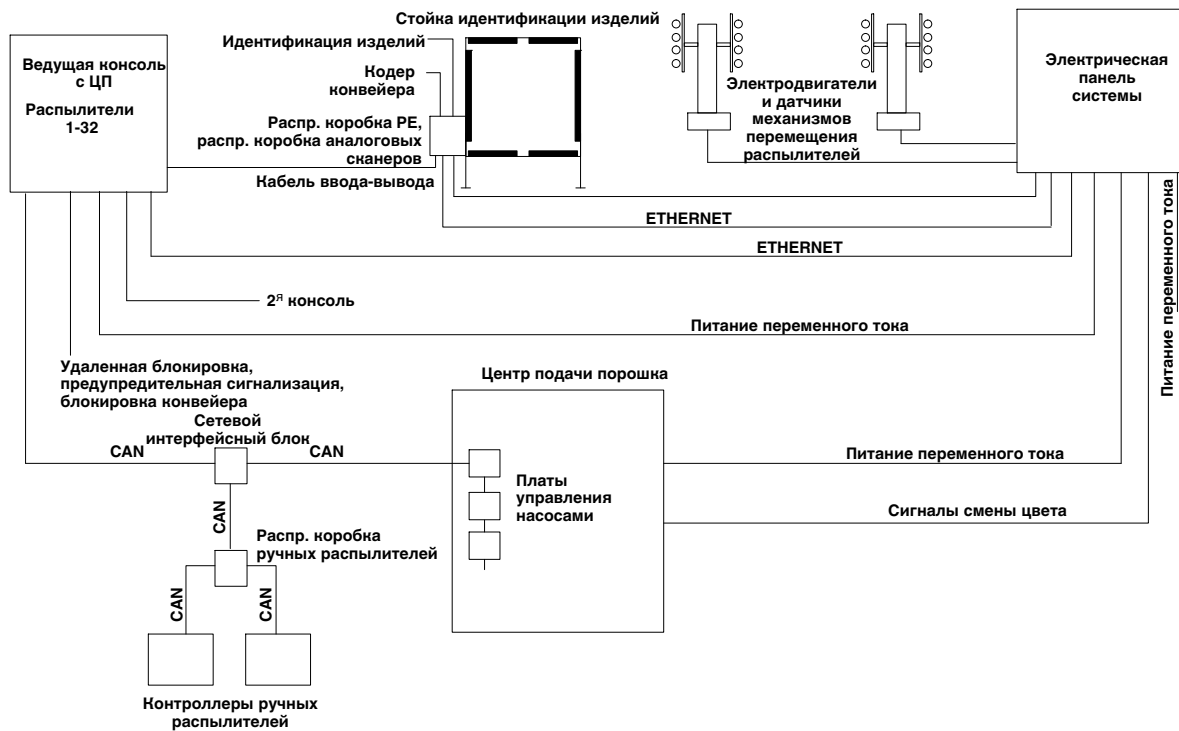 Стойка идентификации изделий
Ведущая консоль
с ЦП
Распылители
1-32
Идентификация изделий
Кодер
конвейера
Распр. коробка PE,
распр. коробка аналоговых
сканеров
Кабель ввода-вывода
Электродвигатели
и датчики
механизмов
перемещения
распылителей
Электрическая
панель
системы
ETHERNET
ETHERNET
2Я консоль
Питание переменного тока
Питание переменного тока
Удаленная блокировка,
предупредительная сигнализация,
блокировка конвейера
Сетевой
интерфейсный блок
CAN
CAN
CAN
Центр подачи порошка
Платы
управления
насосами
Питание переменного тока
Сигналы смены цвета
Распр. коробка
ручных распылителей
CAN
CAN
Контроллеры ручных
распылителей